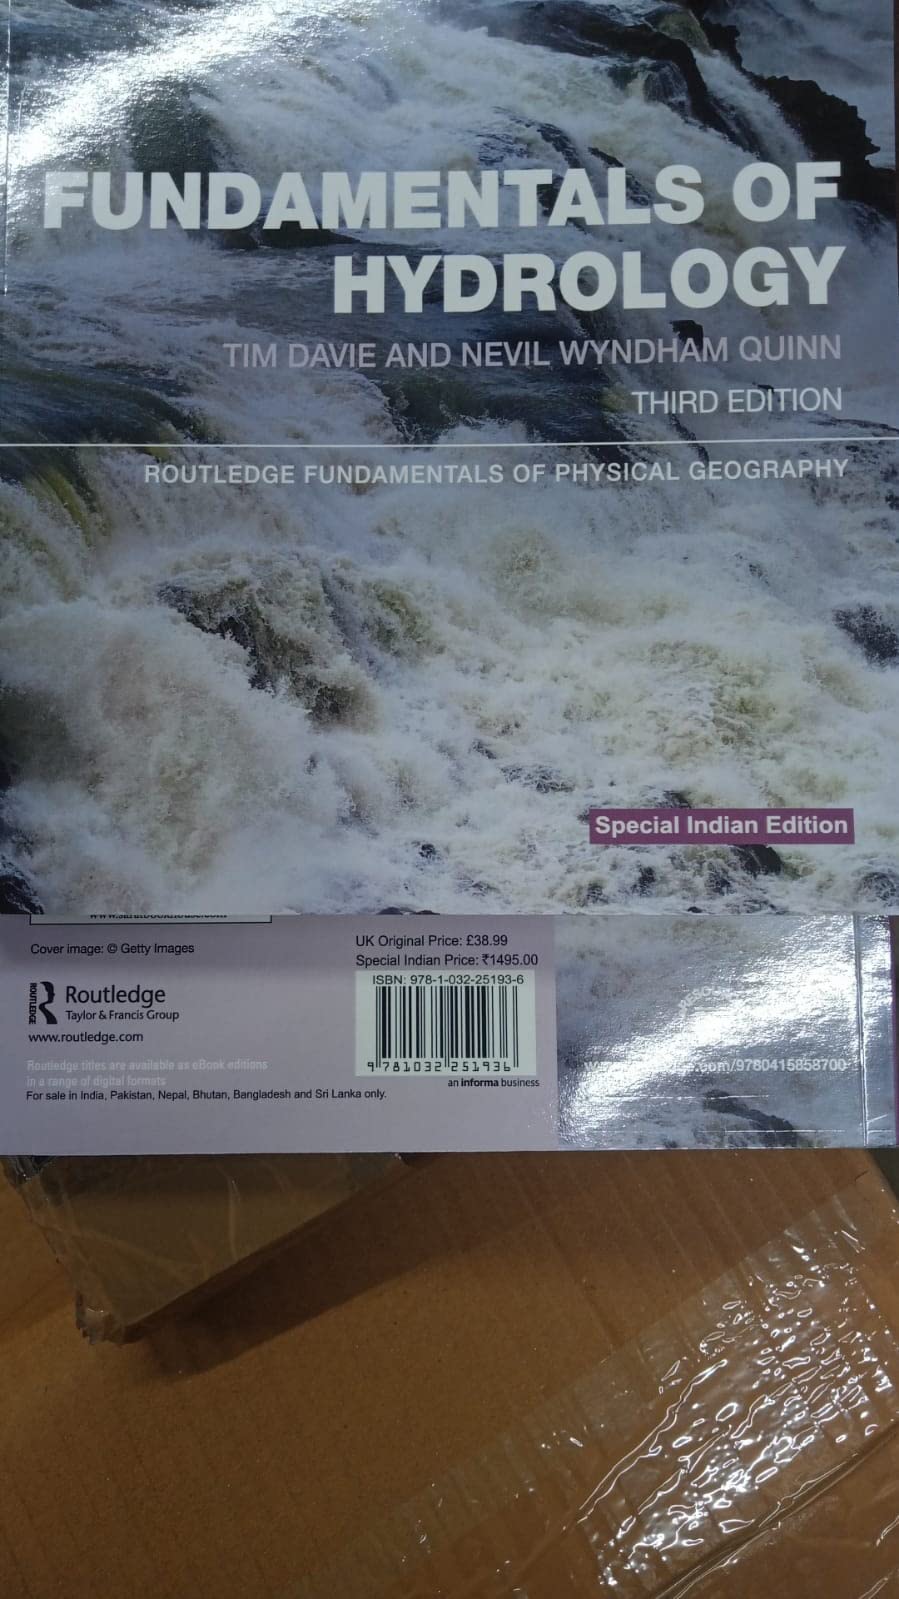 FUNDAMENTALS OF
HYDROLOGY
TIM DAVIE AND NEVIL WYNDHAM QUINN
THIRD EDITION
ROUTLEDGE FUNDAMENTALS OF PHYSICAL GEOGRAPHY
Special Indian Edition
Cover image: © Getty Images
UK Original Price: £38.99
Special Indian Price: ₹1495.00
ISBN: 978-1-032-25193-6
9 781032 251936
an informa business
ROUTLEDGE
Routledge
Taylor & Francis Group
www.routledge.com
Routledge titles are available as eBook editions
in a range of digital formats
For sale in India, Pakistan, Nepal, Bhutan, Bangladesh and Sri Lanka only.
.com/9780415858700